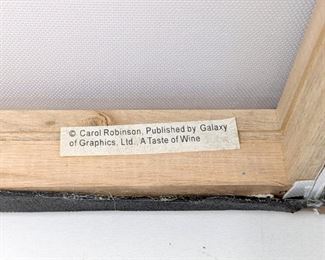 © Carol Robinson, Published by Galaxy
of Graphics, Ltd. A Taste of Wine